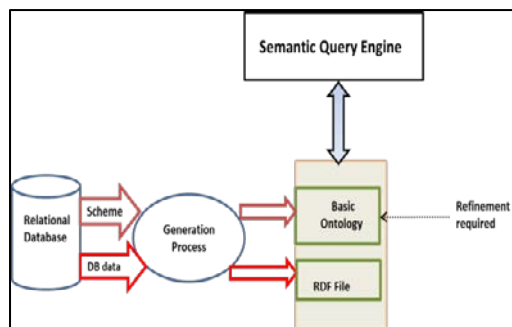 Semantic Query Engine
Relational
Database
Scheme
DB data
Generation
Process
Basic
Ontology
RDF File
Refinement
required